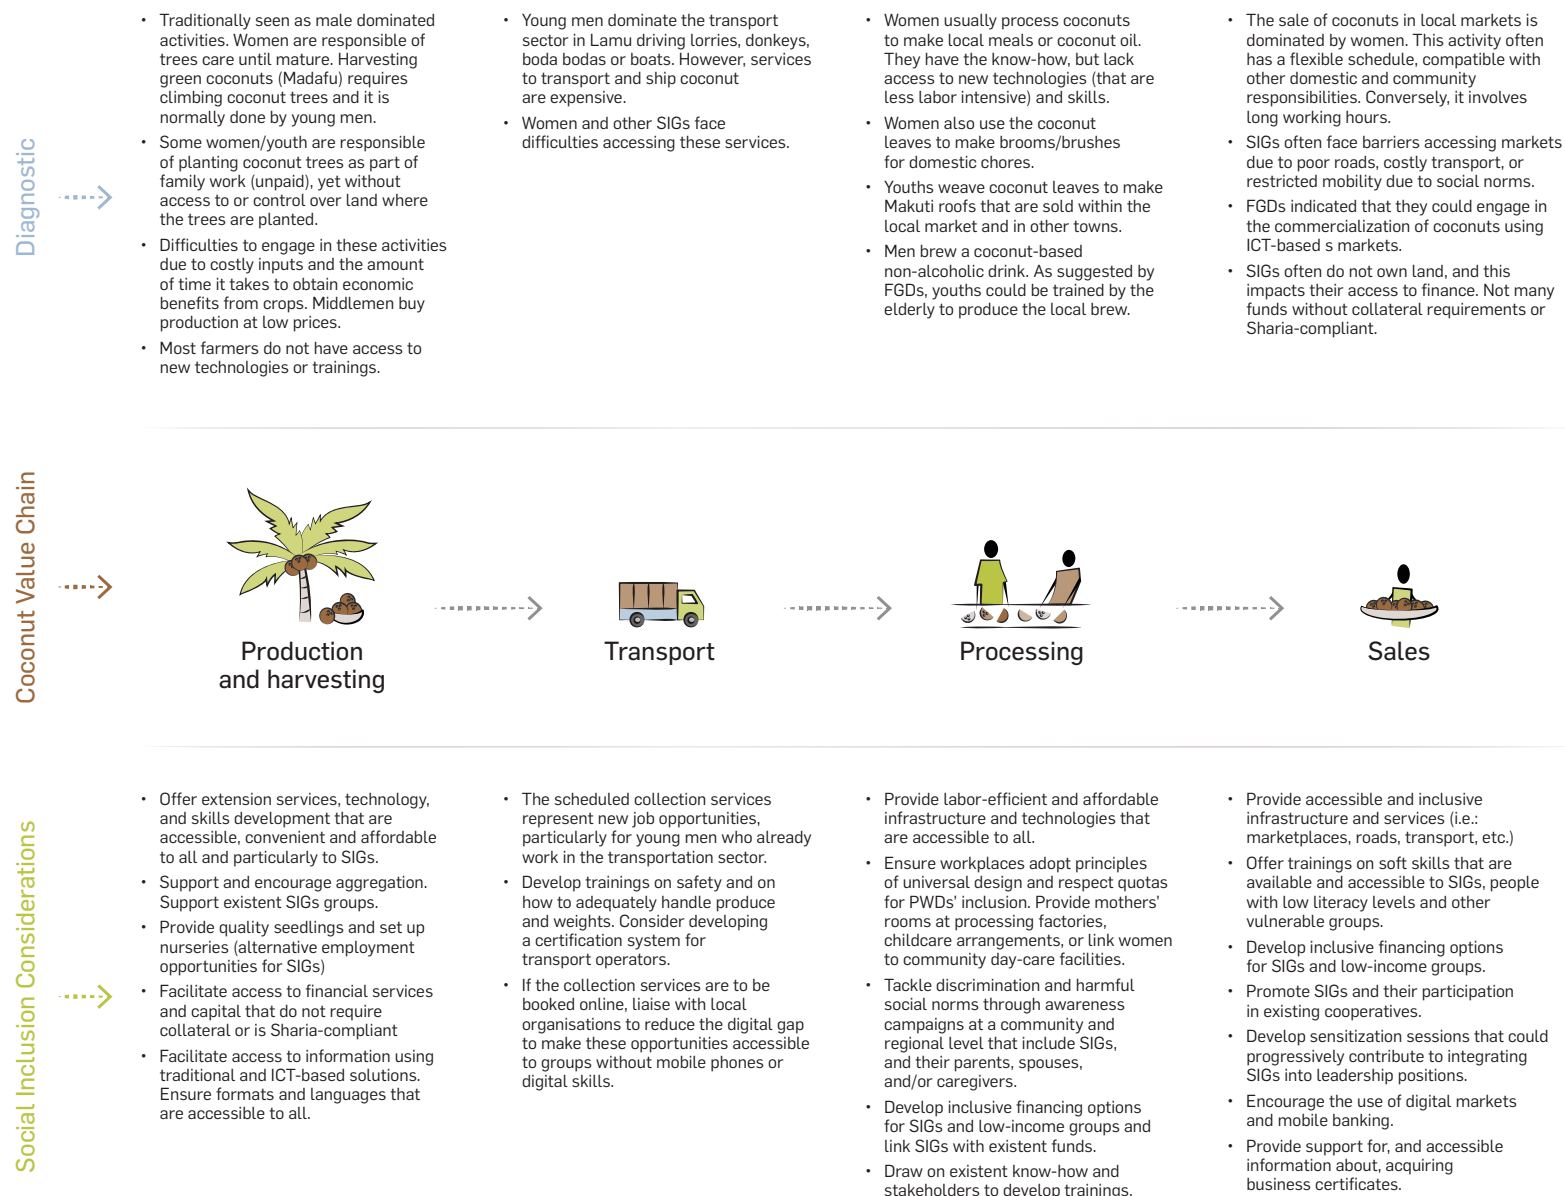 Diagnostic
• Traditionally seen as male dominated
activities. Women are responsible of
trees care until mature. Harvesting
green coconuts (Madafu) requires
climbing coconut trees and it is
normally done by young men.
• Some women/youth are responsible
of planting coconut trees as part of
family work (unpaid), yet without
access to or control over land where
the trees are planted.
• Difficulties to engage in these activities
due to costly inputs and the amount
of time it takes to obtain economic
benefits from crops. Middlemen buy
production at low prices.
• Most farmers do not have access to
new technologies or trainings.
• Young men dominate the transport
sector in Lamu driving lorries, donkeys,
boda bodas or boats. However, services
to transport and ship coconut
are expensive.
• Women and other SIGs face
difficulties accessing these services.
• Women usually process coconuts
to make local meals or coconut oil.
They have the know-how, but lack
access to new technologies (that are
less labor intensive) and skills.
• Women also use the coconut
leaves to make brooms/brushes
for domestic chores.
• Youths weave coconut leaves to make
Makuti roofs that are sold within the
local market and in other towns.
• Men brew a coconut-based
non-alcoholic drink. As suggested by
FGDs, youths could be trained by the
elderly to produce the local brew.
• The sale of coconuts in local markets is
dominated by women. This activity often
has a flexible schedule, compatible with
other domestic and community
responsibilities. Conversely, it involves
long working hours.
• SIGs often face barriers accessing markets
due to poor roads, costly transport, or
restricted mobility due to social norms.
• FGDs indicated that they could engage in
the commercialization of coconuts using
ICT-based s markets.
• SIGs often do not own land, and this
impacts their access to finance. Not many
funds without collateral requirements or
Sharia-compliant.
Coconut Value Chain
Production
and harvesting
Transport
Processing
Sales
Social Inclusion Considerations
• Offer extension services, technology,
and skills development that are
accessible, convenient and affordable
to all and particularly to SIGs.
• Support and encourage aggregation.
Support existent SIGs groups.
• Provide quality seedlings and set up
nurseries (alternative employment
opportunities for SIGs)
• Facilitate access to financial services
and capital that do not require
collateral or is Sharia-compliant
• Facilitate access to information using
traditional and ICT-based solutions.
Ensure formats and languages that
are accessible to all.
• The scheduled collection services
represent new job opportunities,
particularly for young men who already
work in the transportation sector.
• Develop trainings on safety and on
how to adequately handle produce
and weights. Consider developing
a certification system for
transport operators.
• If the collection services are to be
booked online, liaise with local
organisations to reduce the digital gap
to make these opportunities accessible
to groups without mobile phones or
digital skills.
• Provide labor-efficient and affordable
infrastructure and technologies that
are accessible to all.
• Ensure workplaces adopt principles
of universal design and respect quotas
for PWDs' inclusion. Provide mothers'
rooms at processing factories,
childcare arrangements, or link women
to community day-care facilities.
• Tackle discrimination and harmful
social norms through awareness
campaigns at a community and
regional level that include SIGs,
and their parents, spouses,
and/or caregivers.
• Develop inclusive financing options
for SIGs and low-income groups and
link SIGs with existent funds.
• Draw on existent know-how and
stakeholders to develop trainings.
• Provide accessible and inclusive
infrastructure and services (i.e.:
marketplaces, roads, transport, etc.)
• Offer trainings on soft skills that are
available and accessible to SIGs, people
with low literacy levels and other
vulnerable groups.
• Develop inclusive financing options
for SIGs and low-income groups.
• Promote SIGs and their participation
in existing cooperatives.
• Develop sensitization sessions that could
progressively contribute to integrating
SIGs into leadership positions.
• Encourage the use of digital markets
and mobile banking.
• Provide support for, and accessible
information about, acquiring
business certificates.